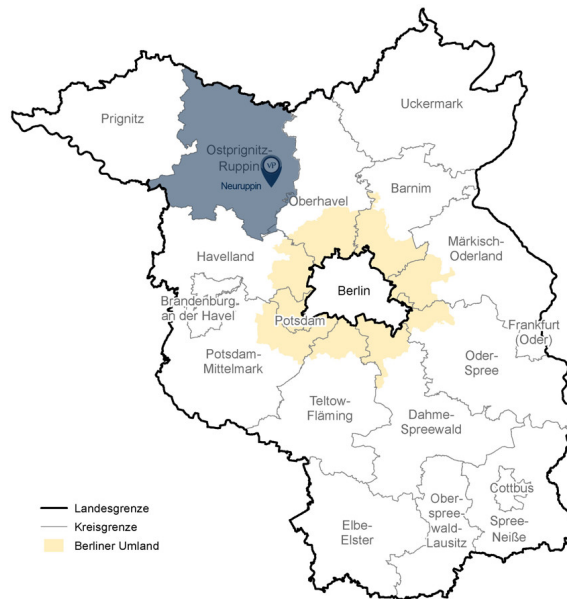 Uckermark
Prignitz
Ostprignitz-
Ruppin
VP
Neuruppin
Barnim
Oberhavel
Märkisch-
Oderland
Havelland
Berlin
Brandenburg
an der Havel
Potsdam
Frankfurt
(Oder)
Potsdam-
Mittelmark
Oder-
Spree
Teltow-
Fläming
Dahme-
Spreewald
Cottbus
Ober-
spree-
wald-
Lausitz
Spree-
Neiße
Elbe-
Elster
Landesgrenze
Kreisgrenze
Berliner Umland